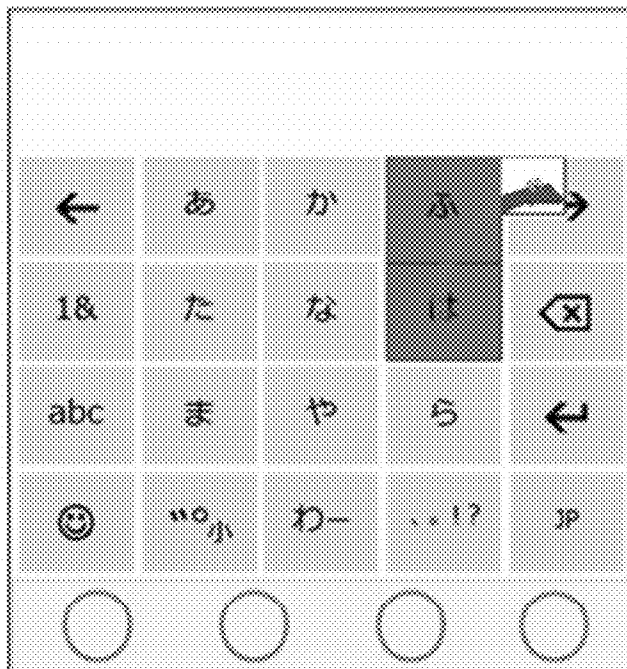 ← あ か ふ →
1& た な は
abc ま や ら
"°小 わー 、。!? JP